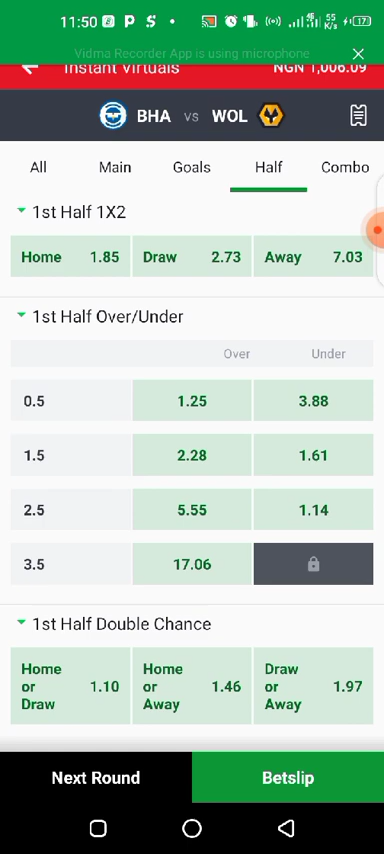 11:50 P S 4G 55 K/s 17
Vidma Recorder App is using microphone
Instant Virtuals NGN 1,006.09
BHA vs WOL
All Main Goals Half Combo
1st Half 1X2
Home 1.85 Draw 2.73 Away 7.03
1st Half Over/Under
Over Under
0.5 1.25 3.88
1.5 2.28 1.61
2.5 5.55 1.14
3.5 17.06
1st Half Double Chance
Home or Draw 1.10 Home or Away 1.46 Draw or Away 1.97
Next Round Betslip